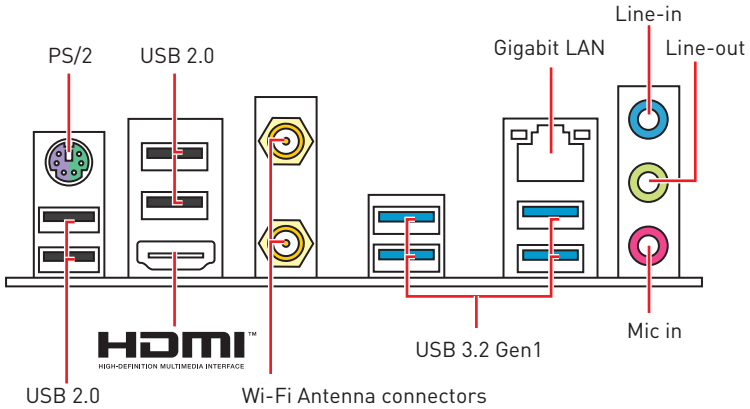 Line-in
PS/2
USB 2.0
Gigabit LAN
Line-out
HDMI™
HIGH-DEFINITION MULTIMEDIA INTERFACE
USB 3.2 Gen1
Mic in
USB 2.0
Wi-Fi Antenna connectors